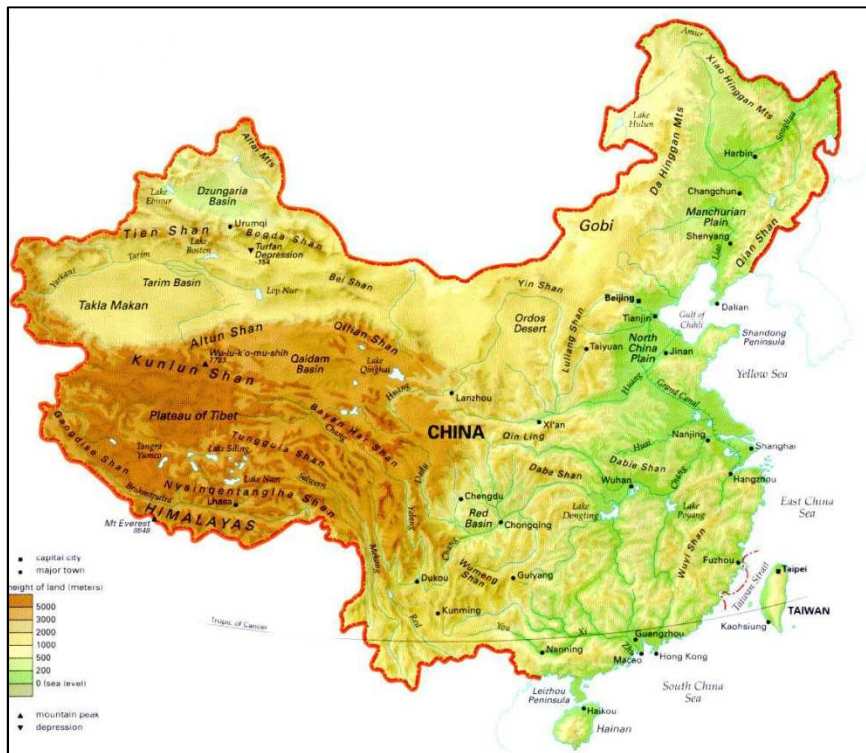 Amur
Xiao Hinggan Mts
Songhua
Lake
Hulun
Da Hinggan Mts
Harbin
Altai Mts
Changchun
Dzungaria
Basin
Lake
Ebinur
Manchurian
Plain
Urumqi
Gobi
Shenyang
Tien Shan
Bogda Shan
Liao
Qian Shan
Lake
Bosten
Turfan
Depression
-154
Yarkant
Tarim
Tarim Basin
Bei Shan
Yin Shan
Lop Nur
Beijing
Takla Makan
Ordos
Desert
Tianjin
Gulf of
Chihli
Dalian
Altun Shan
Qilian Shan
Luliang Shan
Shandong
Peninsula
Wu-lu-k'o-mu-shih
7723
Taiyuan
North
China
Plain
Jinan
Kunlun Shan
Qaidam
Basin
Lake
Qinghai
Yellow Sea
Huang
Huang
Lanzhou
Grand Canal
Plateau of Tibet
Bayan Har Shan
Xi'an
CHINA
Gangdise Shan
Chang
Qin Ling
Huai
Nanjing
Tangra
Yumco
Tunggula Shan
Lake Siling
Shanghai
Daba Shan
Dabie Shan
Salween
Dadu
Yalong
Lake Nam
Wuhan
Chang
Hangzhou
Nyainqentanglha Shan
Chengdu
Brahmaputra
Lhasa
Red
Basin
Lake
Dongting
Lake
Poyang
East China
Sea
HIMALAYAS
Chongqing
Mt Everest
8848
Mekong
Chang
Wuyi Shan
capital city
major town
Wumeng
Shan
Fuzhou
Dukou
Guiyang
Taipei
height of land (meters)
Taiwan Strait
5000
3000
2000
1000
500
200
0 (sea level)
Kunming
TAIWAN
Tropic of Cancer
Red
You
Xi
Kaohsiung
Guangzhou
Nanning
Zhu
Macao
Hong Kong
South China
Sea
Leizhou
Peninsula
mountain peak
depression
Haikou
Hainan